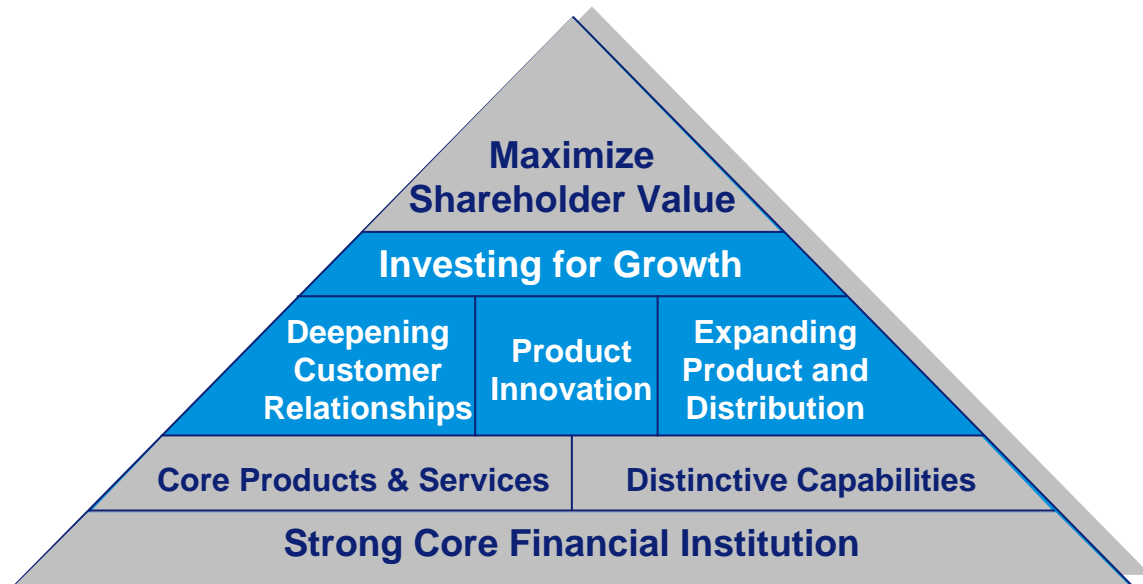 Maximize
Shareholder Value
Investing for Growth
Deepening
Customer
Relationships
Product
Innovation
Expanding
Product and
Distribution
Core Products & Services
Distinctive Capabilities
Strong Core Financial Institution